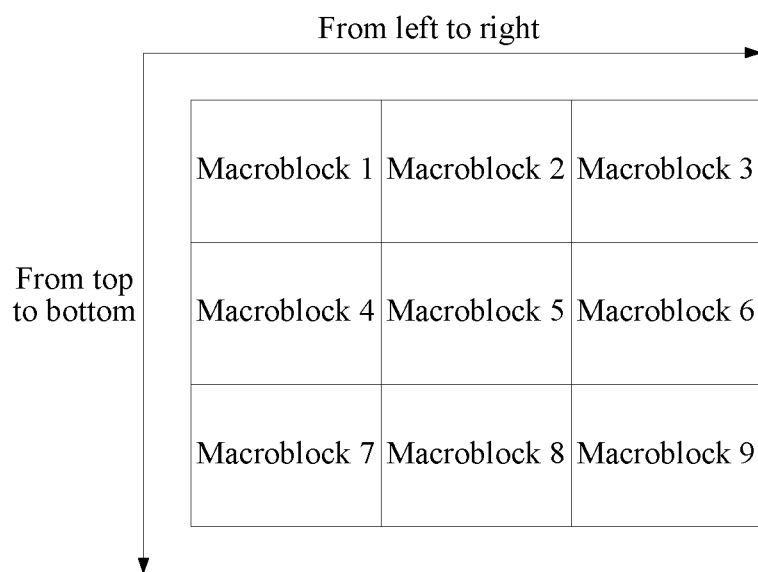 From left to right
Macroblock 1 Macroblock 2 Macroblock 3
From top
to bottom
Macroblock 4 Macroblock 5 Macroblock 6
Macroblock 7 Macroblock 8 Macroblock 9